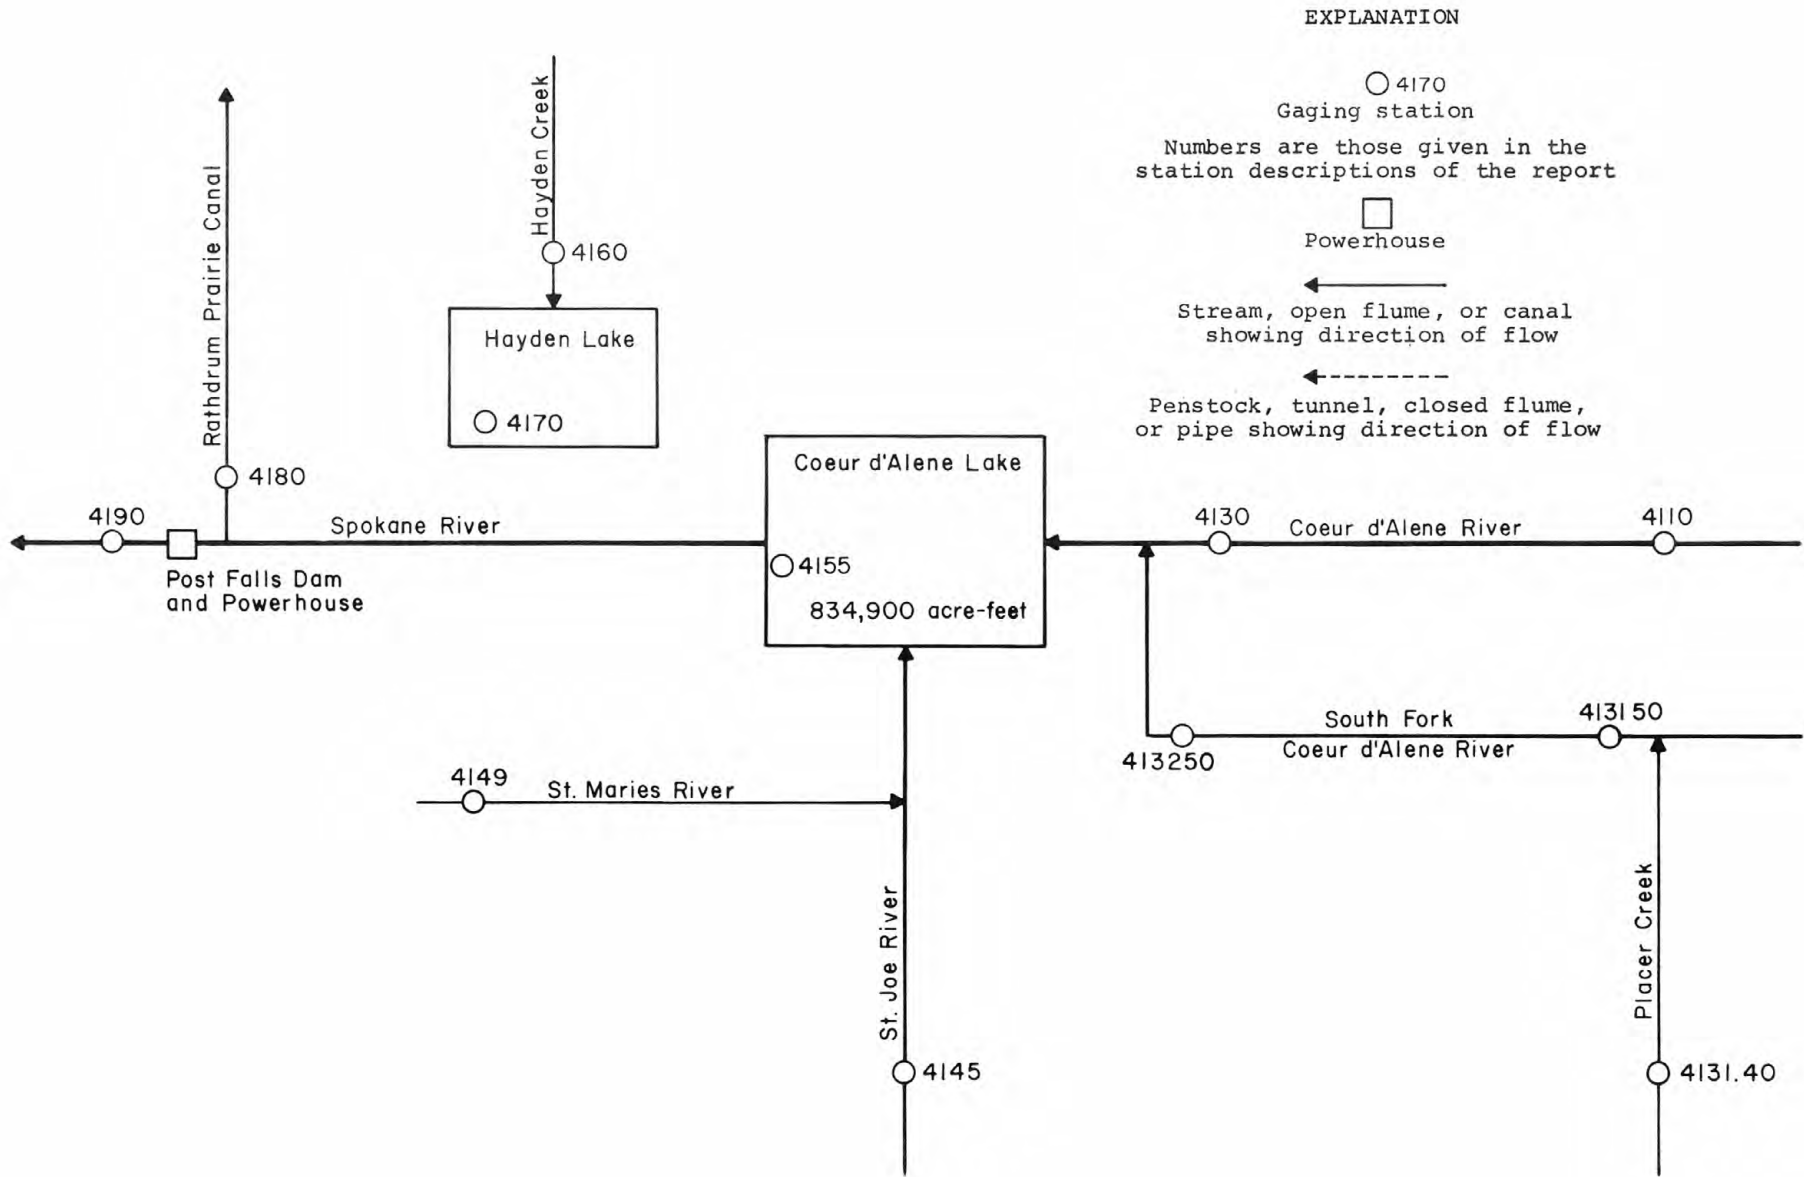 EXPLANATION
4170
Gaging station
Numbers are those given in the
station descriptions of the report
Powerhouse
Stream, open flume, or canal
showing direction of flow
Penstock, tunnel, closed flume,
or pipe showing direction of flow
Rathdrum Prairie Canal
Hayden Creek
4160
Hayden Lake
4170
4180
4190
Spokane River
Post Falls Dam
and Powerhouse
Coeur d'Alene Lake
4155
834,900 acre-feet
4130
Coeur d'Alene River
4110
South Fork
Coeur d'Alene River
413150
413250
4149
St. Maries River
St. Joe River
4145
Placer Creek
4131.40